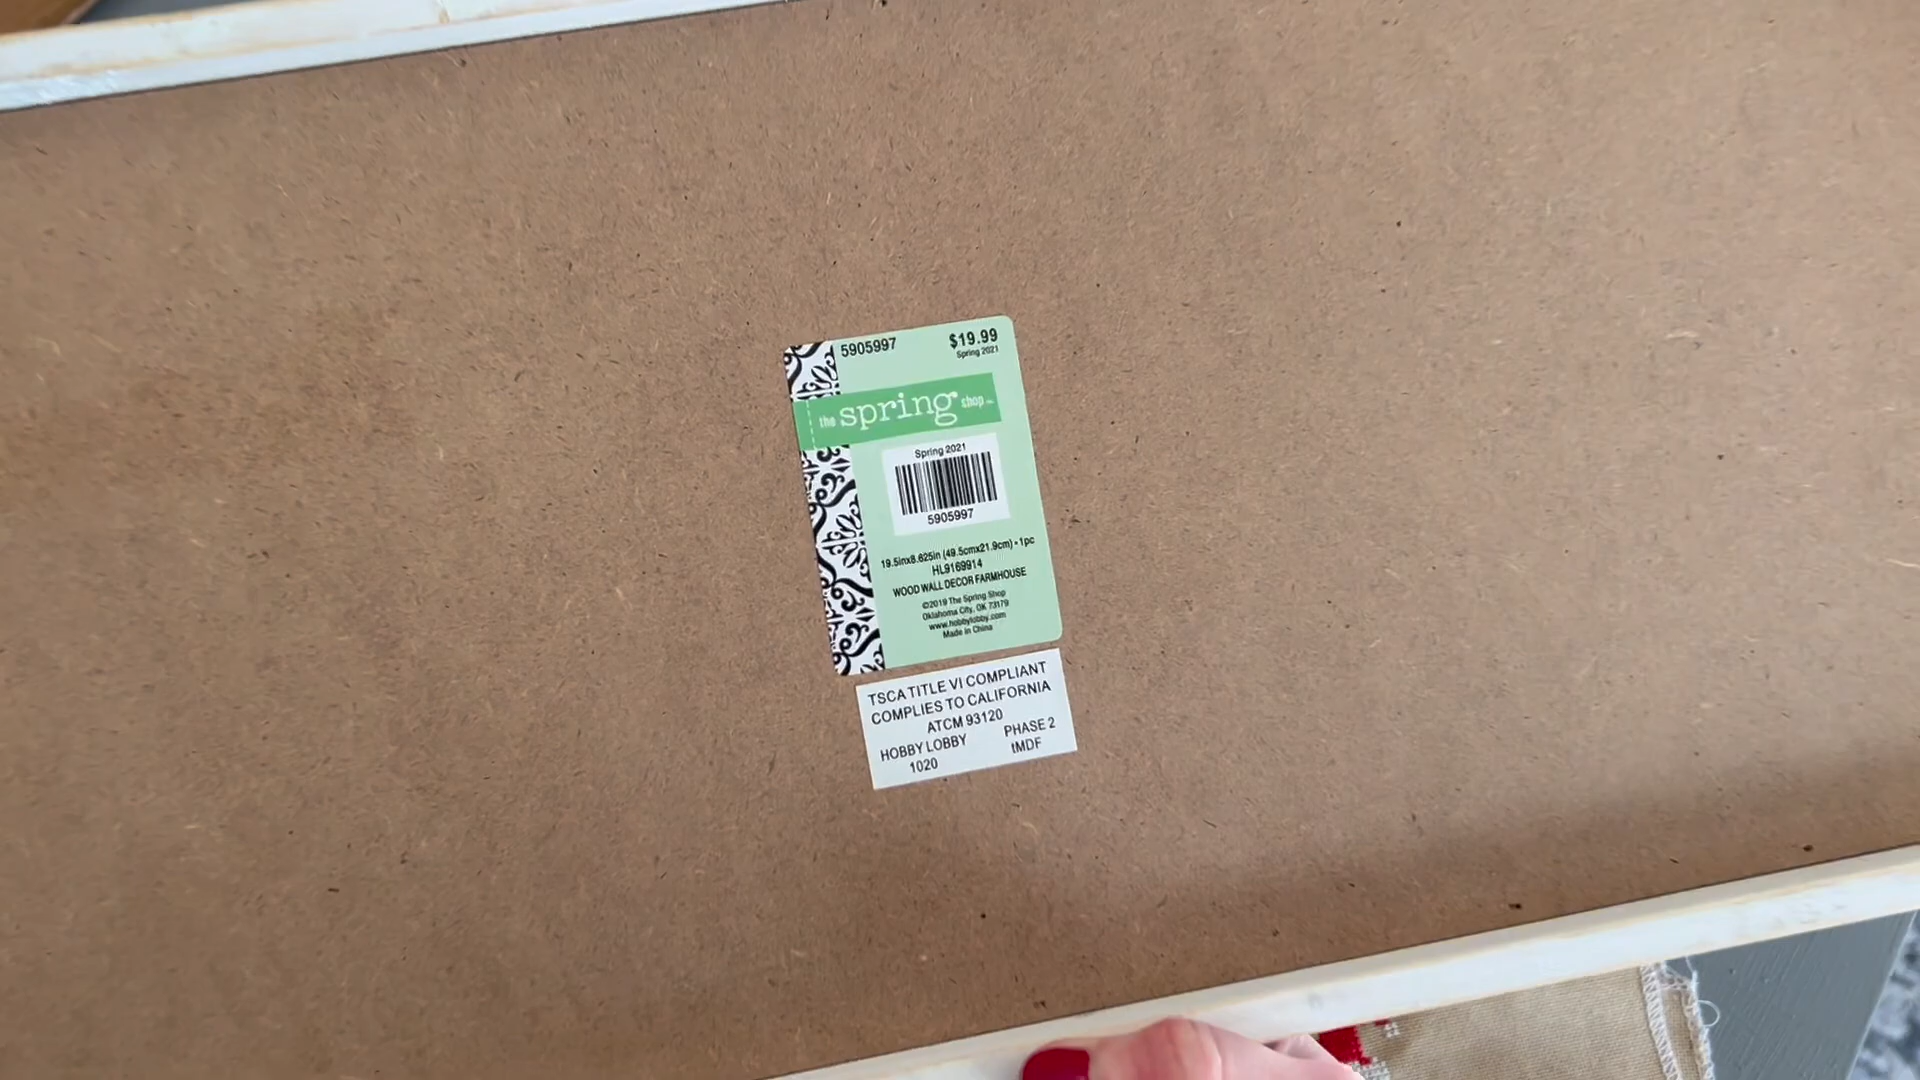 5905997 $19.99
Spring 2021
the spring shop
Spring 2021
5905997
19.5inx8.625in (49.5cmx21.9cm) - 1pc
HL9169914
WOOD WALL DECOR FARMHOUSE
©2019 The Spring Shop
Oklahoma City, OK 73179
www.hobbylobby.com
Made in China
TSCA TITLE VI COMPLIANT
COMPLIES TO CALIFORNIA
ATCM 93120
HOBBY LOBBY PHASE 2
1020 tMDF